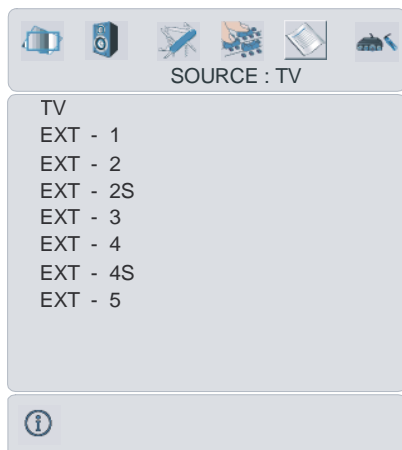 SOURCE : TV
TV
EXT - 1
EXT - 2
EXT - 2S
EXT - 3
EXT - 4
EXT - 4S
EXT - 5